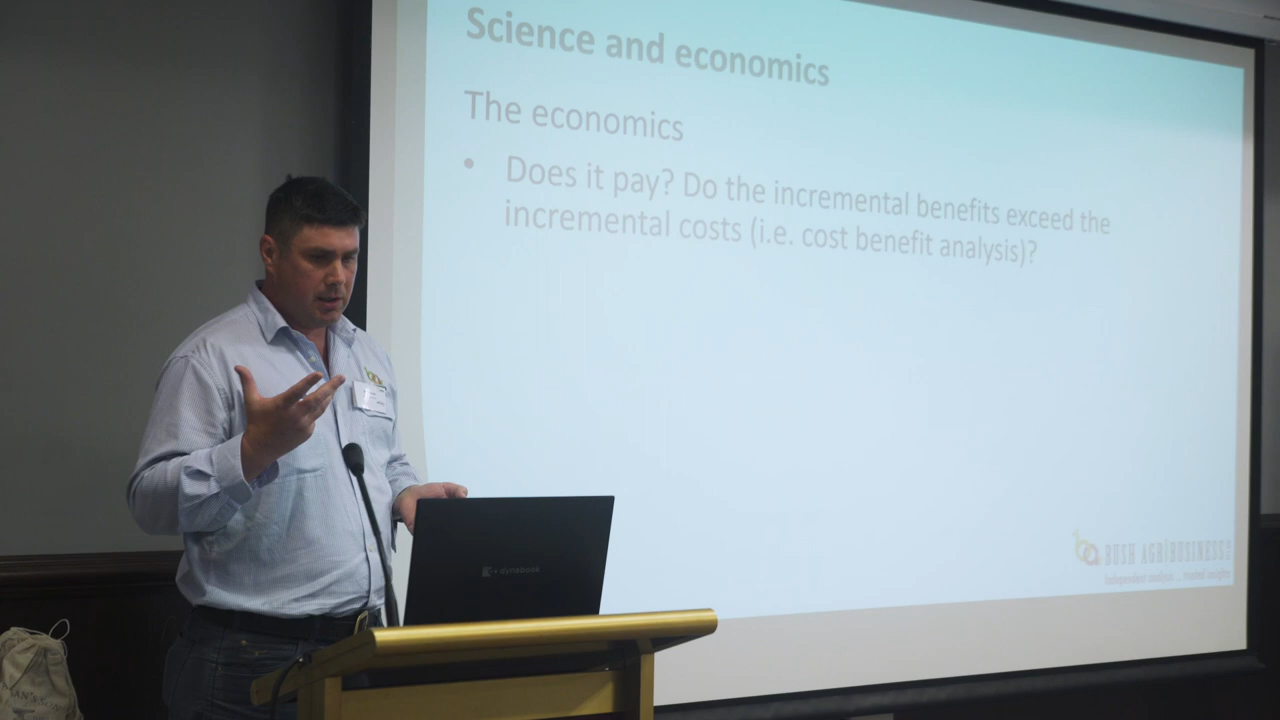 Science and economics
The economics
• Does it pay? Do the incremental benefits exceed the
incremental costs (i.e. cost benefit analysis)?
BUSH AGRIBUSINESS
Independent analysis ... trusted insights
dynabook